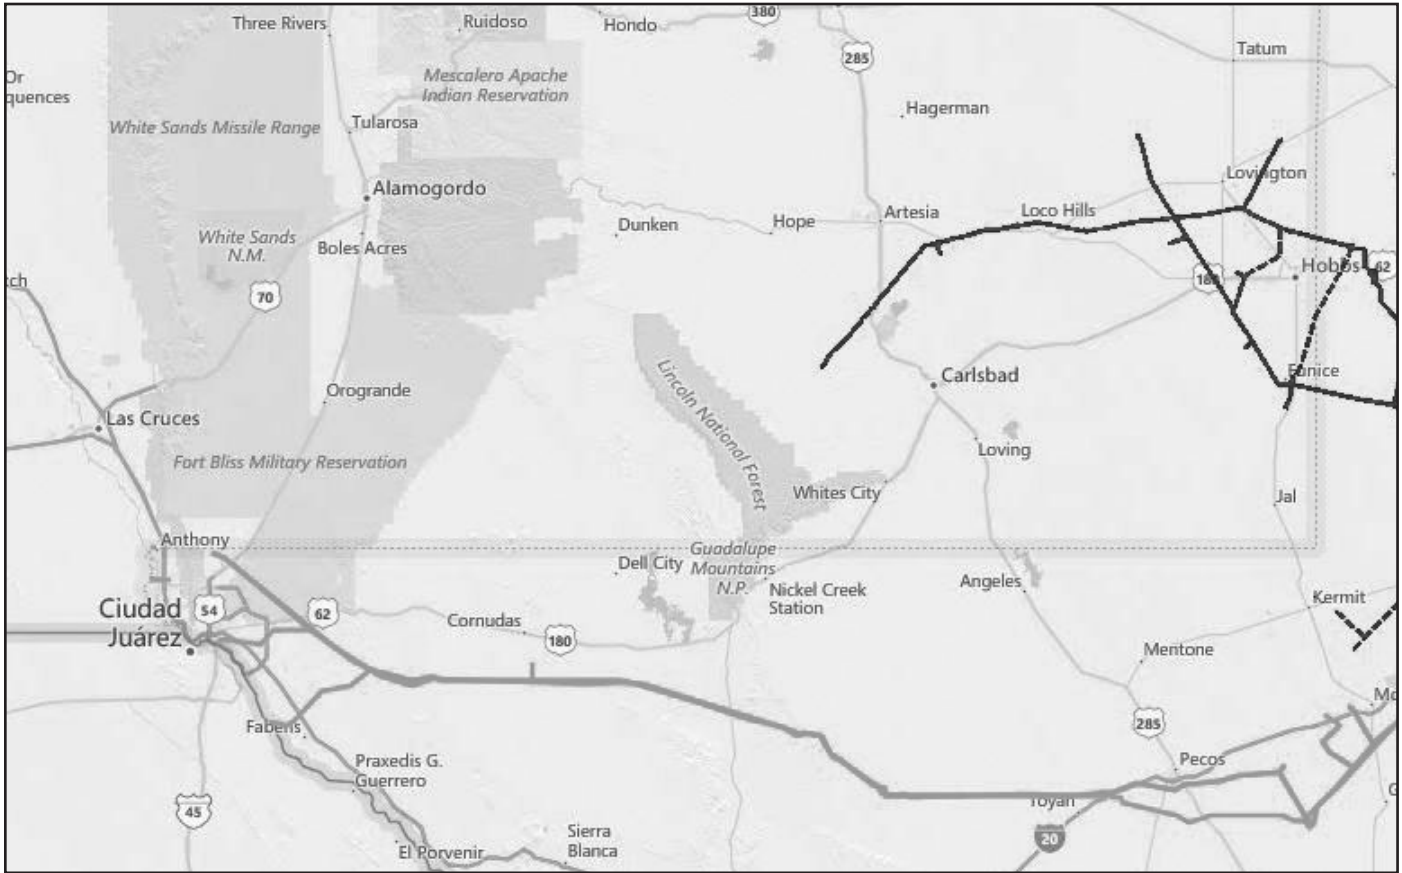 Three Rivers
Ruidoso
Hondo
380
285
Tatum
Or
quences
Mescalero Apache
Indian Reservation
Hagerman
White Sands Missile Range
Tularosa
Alamogordo
Lovington
Loco Hills
Artesia
Dunken
Hope
White Sands
N.M.
Boles Acres
Hobbs
62
180
ch
70
Lincoln National Forest
Carlsbad
Eunice
Orogrande
Las Cruces
Loving
Fort Bliss Military Reservation
Whites City
Jal
Anthony
Guadalupe
Mountains
N.P.
Dell City
Nickel Creek
Station
Angeles
Kermit
Ciudad
Juárez
54
62
Cornudas
180
Mentone
Mo
285
Fabens
Pecos
Praxedis G.
Guerrero
Toyah
45
20
Sierra
Blanca
El Porvenir